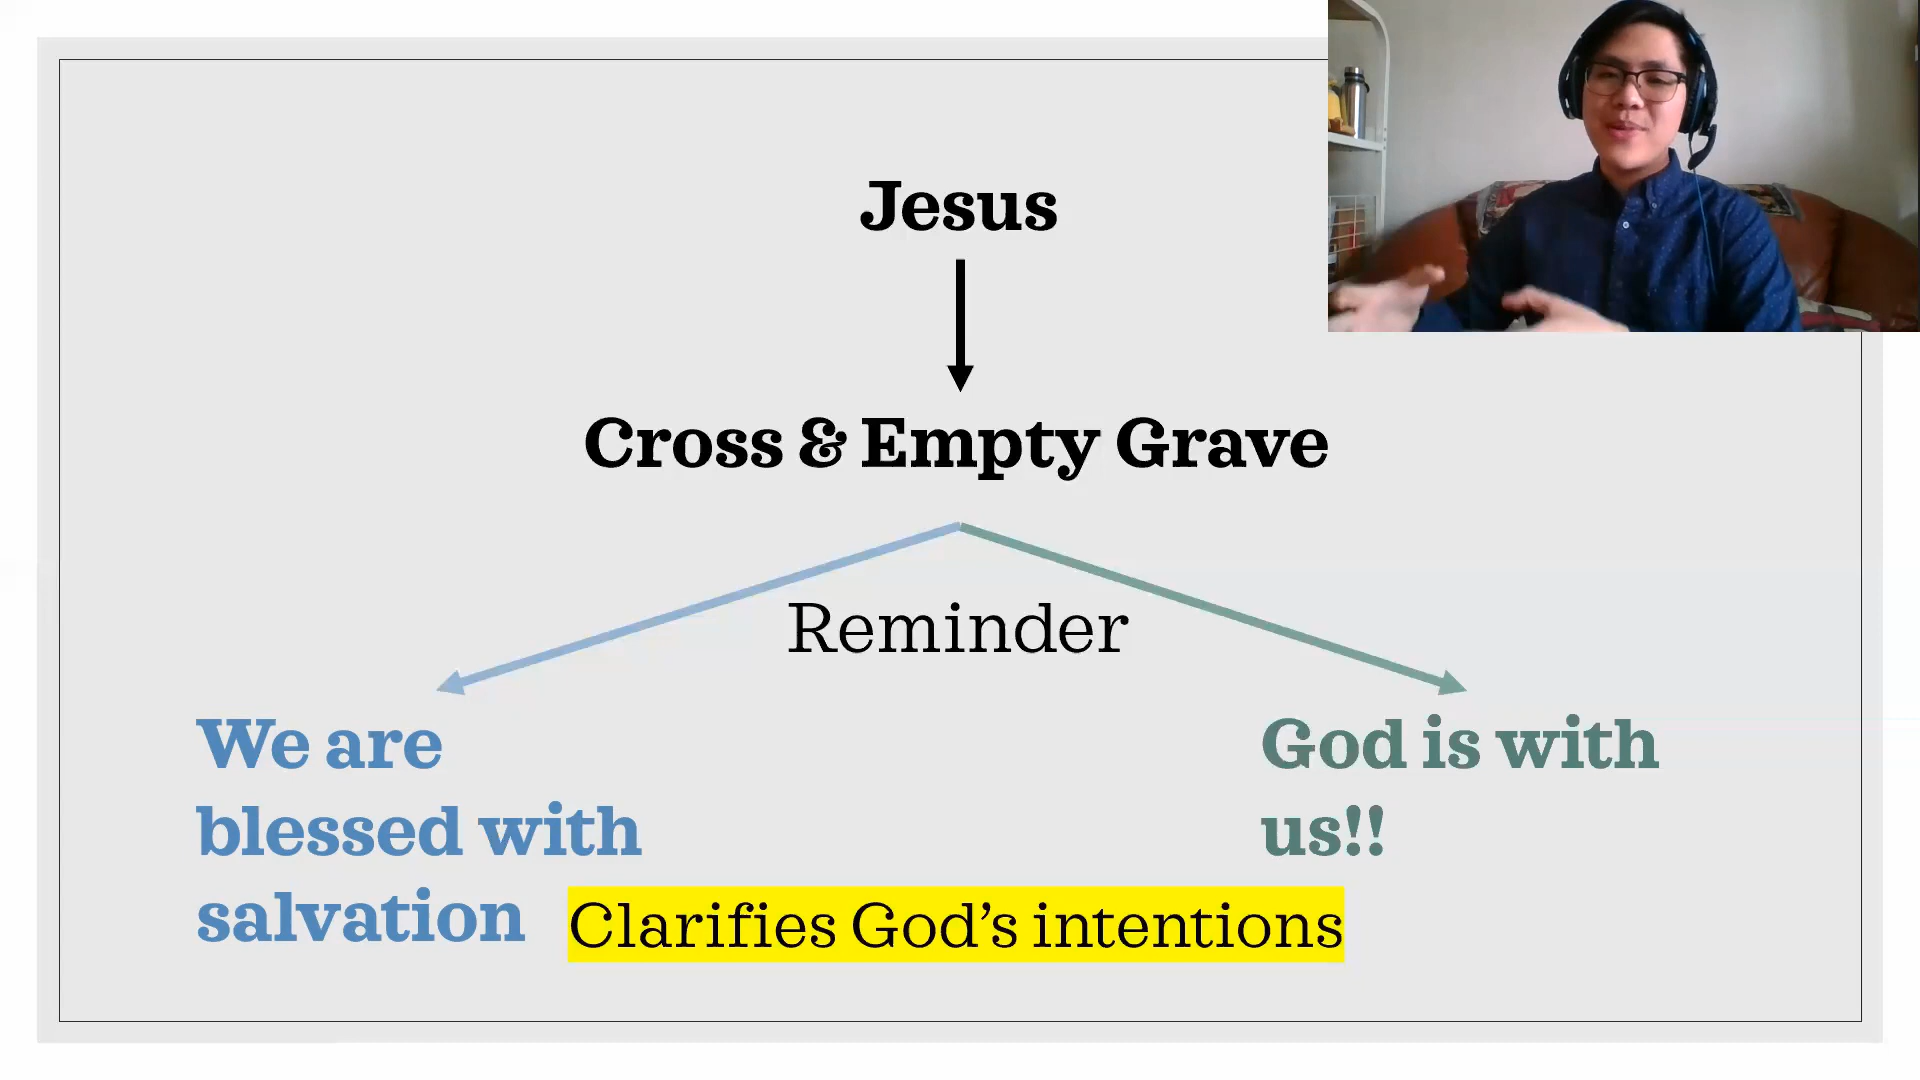 Jesus
Cross & Empty Grave
Reminder
We are
blessed with
salvation
God is with
us!!
Clarifies God’s intentions